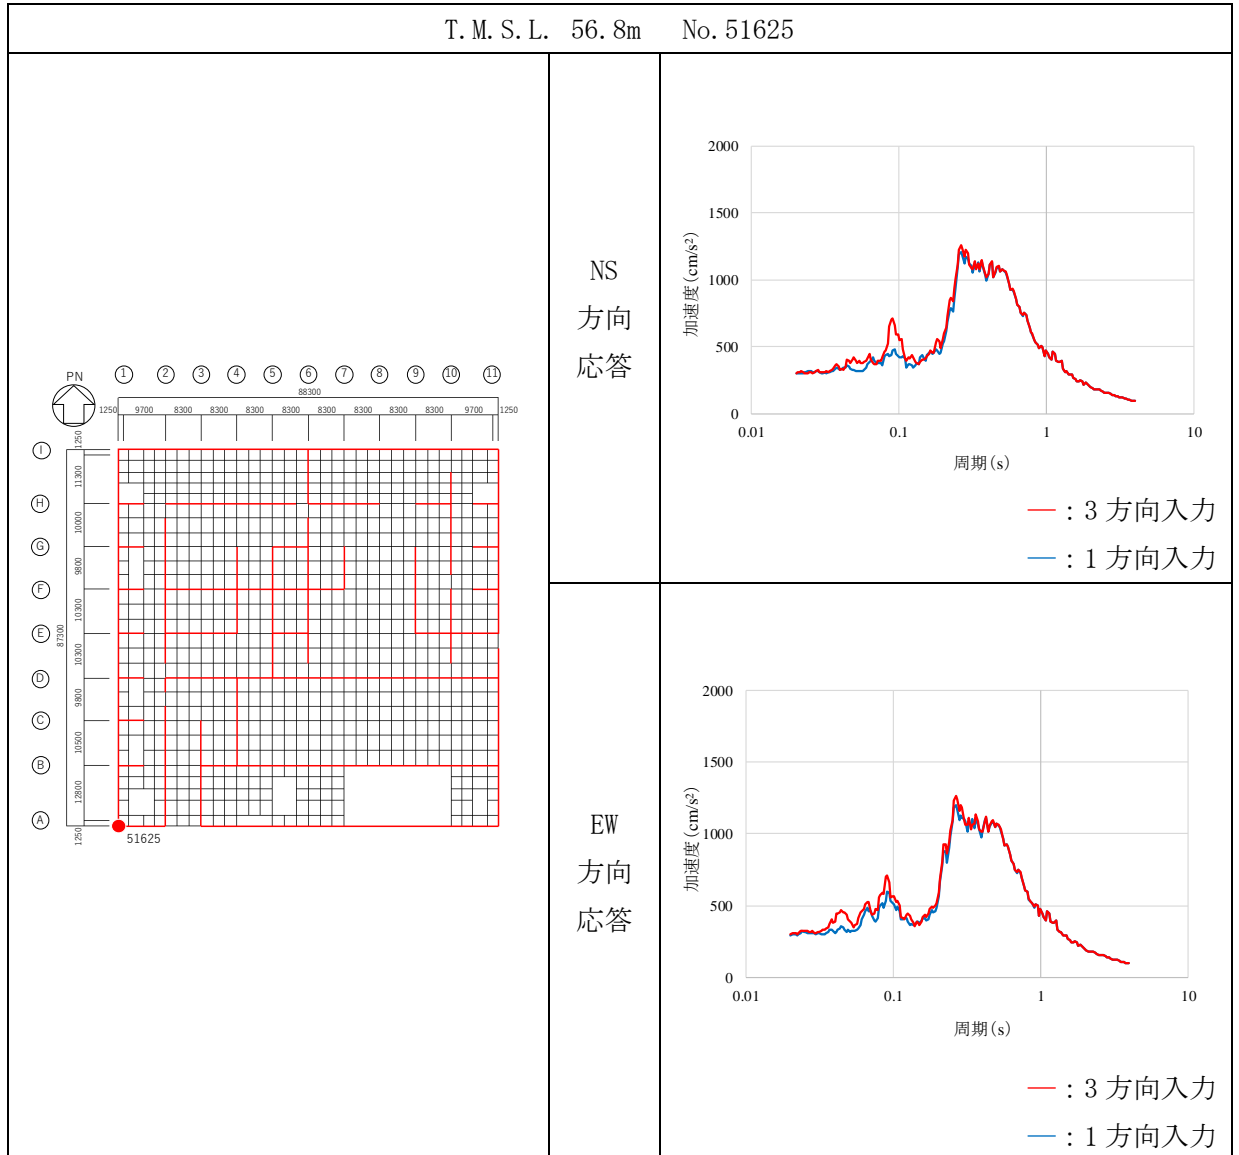 T.M.S.L. 56.8m No.51625
PN
① ② ③ ④ ⑤ ⑥ ⑦ ⑧ ⑨ ⑩ ⑪
88300
1250 9700 8300 8300 8300 8300 8300 8300 8300 8300 9700 1250
Ⓘ
Ⓗ
Ⓖ
Ⓕ
Ⓔ
Ⓓ
Ⓒ
Ⓑ
Ⓐ
87300
1250
11300
10000
9800
10300
10300
9800
10500
12800
1250
51625
NS
方向
応答
加速度(cm/s²)
2000
1500
1000
500
0
0.01 0.1 1 10
周期(s)
: 3 方向入力
: 1 方向入力
EW
方向
応答
加速度(cm/s²)
2000
1500
1000
500
0
0.01 0.1 1 10
周期(s)
: 3 方向入力
: 1 方向入力